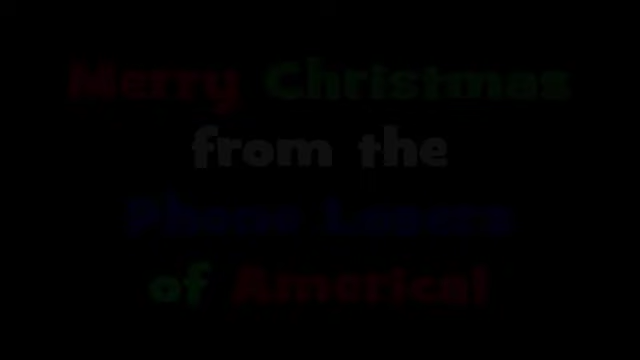 Merry Christmas
from the
Phone Losers
of America!